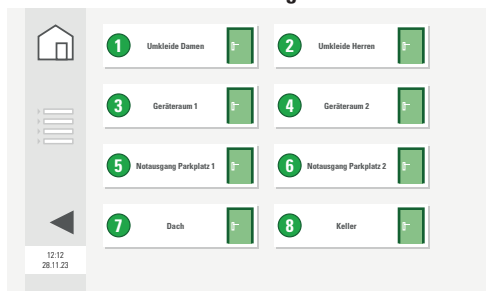 1 Umkleide Damen
2 Umkleide Herren
3 Geräteraum 1
4 Geräteraum 2
5 Notausgang Parkplatz 1
6 Notausgang Parkplatz 2
7 Dach
8 Keller
12:12
28.11.23